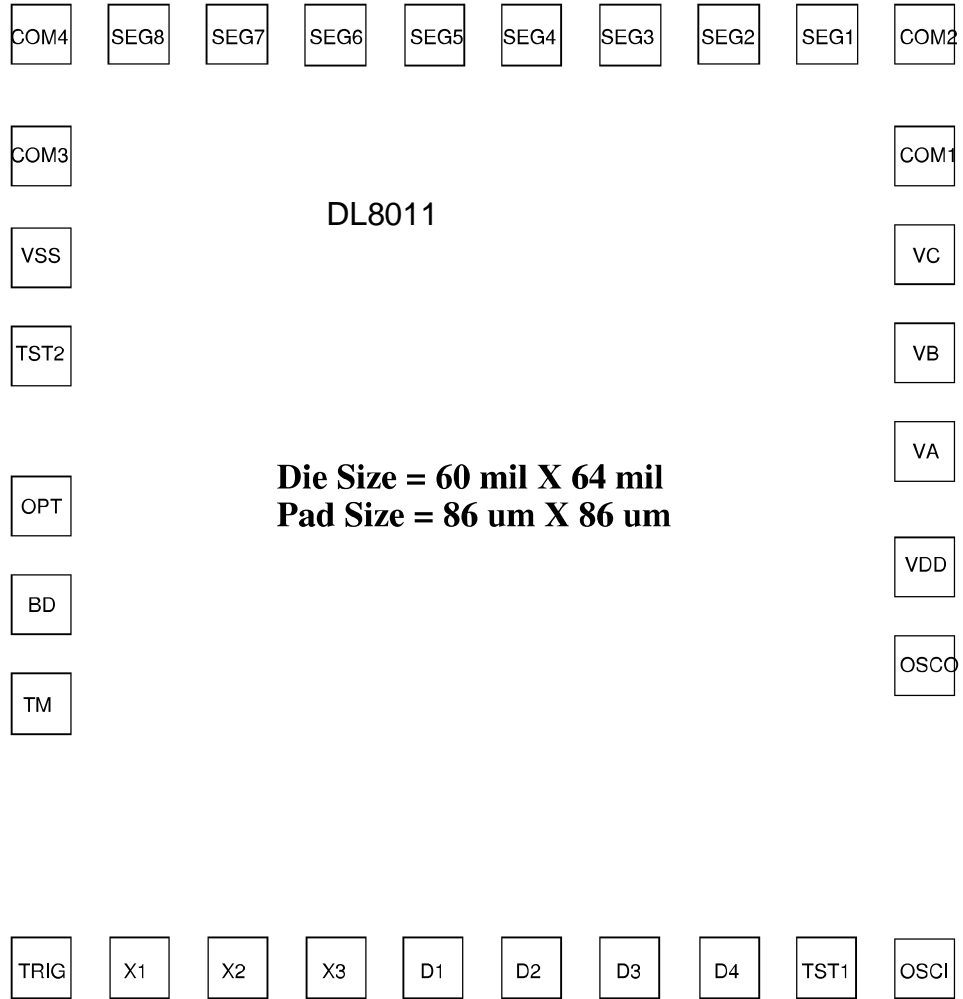 COM4 SEG8 SEG7 SEG6 SEG5 SEG4 SEG3 SEG2 SEG1 COM2
COM3 COM1
DL8011
VSS VC
TST2 VB
VA
Die Size = 60 mil X 64 mil
OPT
Pad Size = 86 um X 86 um
VDD
BD
OSCO
TM
TRIG X1 X2 X3 D1 D2 D3 D4 TST1 OSCI